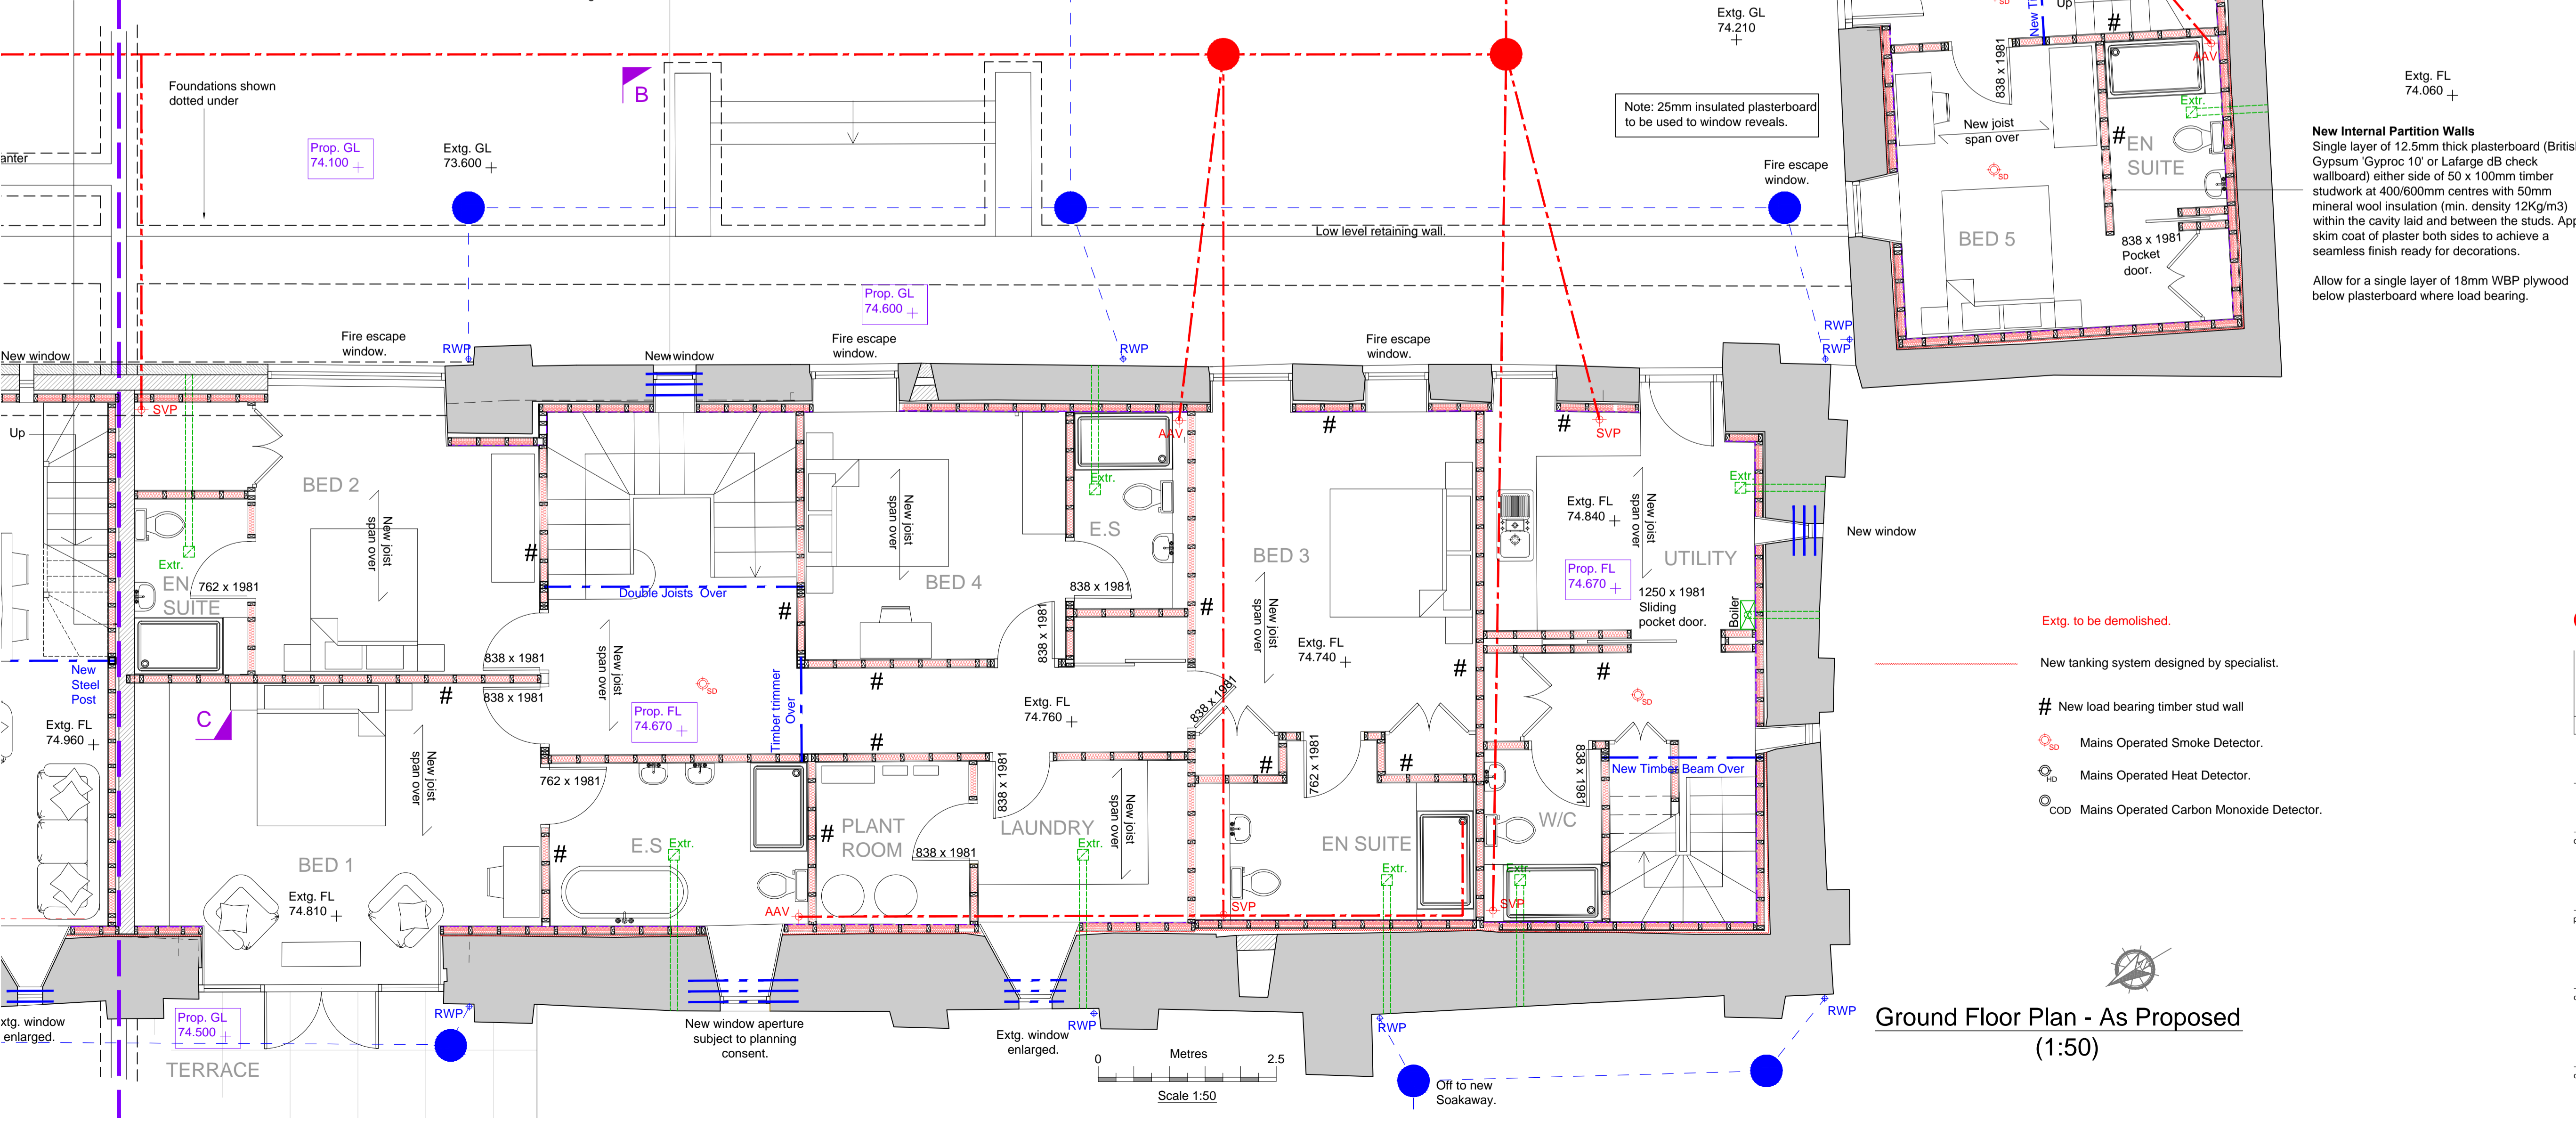 Extg. GL
74.210
Up
838 x 1981
AAV
Extr.
New joist
span over
SD
#
EN
SUITE
BED 5
838 x 1981
Pocket
door.
Extg. FL
74.060
New Internal Partition Walls
Single layer of 12.5mm thick plasterboard
Gypsum 'Gyproc 10' or Lafarge dB check
wallboard) either side of 50 x 100mm timber
studwork at 400/600mm centres with 50mm
mineral wool insulation (min. density 12Kg/m3)
within the cavity laid and between the studs.
skim coat of plaster both sides to achieve a
seamless finish ready for decorations.
Allow for a single layer of 18mm WBP plywood
below plasterboard where load bearing.
Foundations shown
dotted under
B
Note: 25mm insulated plasterboard
to be used to window reveals.
Prop. GL
74.100
Extg. GL
73.600
Fire escape
window.
Low level retaining wall.
Prop. GL
74.600
New window
Fire escape
window.
RWP
New window
Fire escape
window.
RWP
Fire escape
window.
RWP
RWP
SVP
Up
BED 2
New joist
span over
Extr.
EN
SUITE
762 x 1981
838 x 1981
838 x 1981
#
#
Double Joists Over
#
New joist
span over
SD
Prop. FL
74.670
Timber trimmer
Over
New joist
span over
BED 4
838 x 1981
AAV
Extr.
E.S
838 x 1981
#
#
Extg. FL
74.760
#
#
BED 3
New joist
span over
Extg. FL
74.740
#
838 x 1981
#
SVP
Extg. FL
74.840
New joist
span over
Prop. FL
74.670
UTILITY
1250 x 1981
Sliding
pocket door.
Extr.
Boiler
New window
#
SD
New
Steel
Post
Extg. FL
74.960
C
New joist
span over
BED 1
Extg. FL
74.810
762 x 1981
#
E.S
Extr.
AAV
#
PLANT
ROOM
838 x 1981
838 x 1981
LAUNDRY
Extr.
New joist
span over
#
762 x 1981
#
EN SUITE
Extr.
SVP
838 x 1981
W/C
Extr.
SVP
New Timber Beam Over
Extg. to be demolished.
New tanking system designed by specialist.
# New load bearing timber stud wall
SD Mains Operated Smoke Detector.
HD Mains Operated Heat Detector.
COD Mains Operated Carbon Monoxide Detector.
window
enlarged.
Prop. GL
74.500
TERRACE
RWP
New window aperture
subject to planning
consent.
Extg. window
enlarged.
RWP
0 Metres 2.5
Scale 1:50
RWP
Off to new
Soakaway.
RWP
Ground Floor Plan - As Proposed
(1:50)